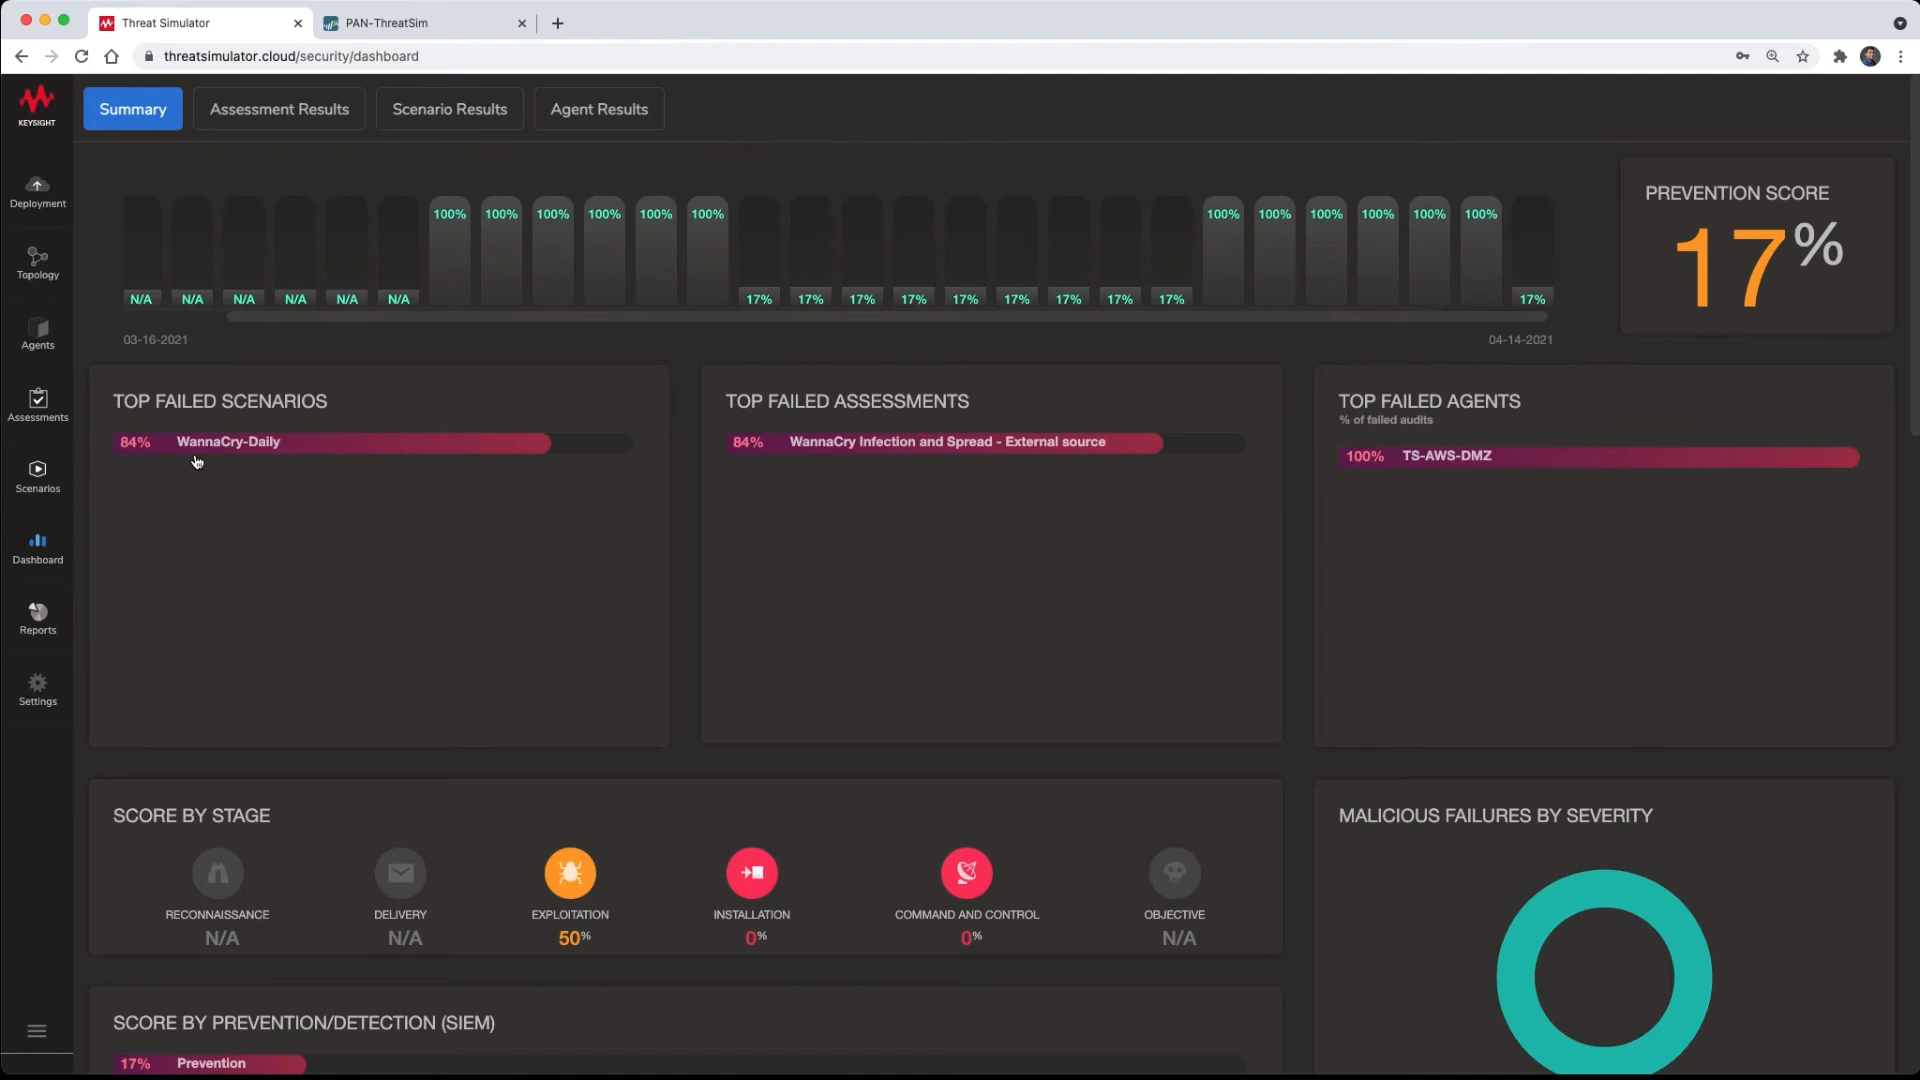 Threat Simulator
PAN-ThreatSim
threatsimulator.cloud/security/dashboard
KEYSIGHT
Summary
Assessment Results
Scenario Results
Agent Results
Deployment
Topology
Agents
Assessments
Scenarios
Dashboard
Reports
Settings
N/A N/A N/A N/A N/A N/A 100% 100% 100% 100% 100% 100% 17% 17% 17% 17% 17% 17% 17% 17% 17% 100% 100% 100% 100% 100% 100% 17%
03-16-2021
04-14-2021
PREVENTION SCORE
17%
TOP FAILED SCENARIOS
84% WannaCry-Daily
TOP FAILED ASSESSMENTS
84% WannaCry Infection and Spread - External source
TOP FAILED AGENTS
% of failed audits
100% TS-AWS-DMZ
SCORE BY STAGE
RECONNAISSANCE
N/A
DELIVERY
N/A
EXPLOITATION
50%
INSTALLATION
0%
COMMAND AND CONTROL
0%
OBJECTIVE
N/A
MALICIOUS FAILURES BY SEVERITY
SCORE BY PREVENTION/DETECTION (SIEM)
17% Prevention